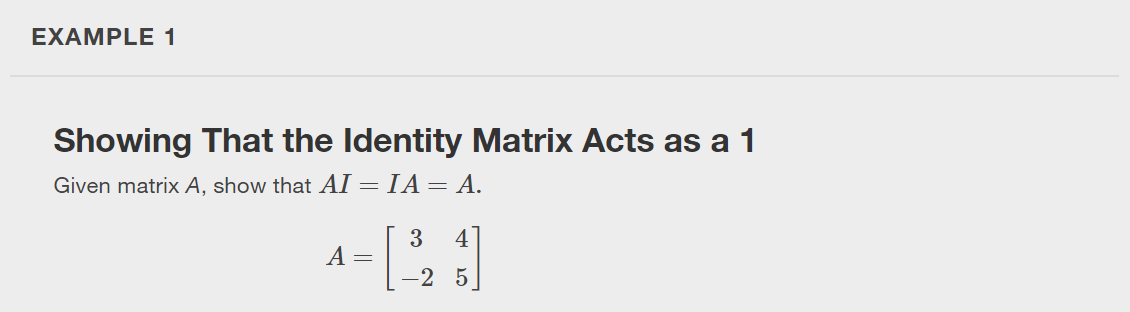 EXAMPLE 1
Showing That the Identity Matrix Acts as a 1
Given matrix A, show that AI = IA = A.
A = [ 3 4
−2 5 ]